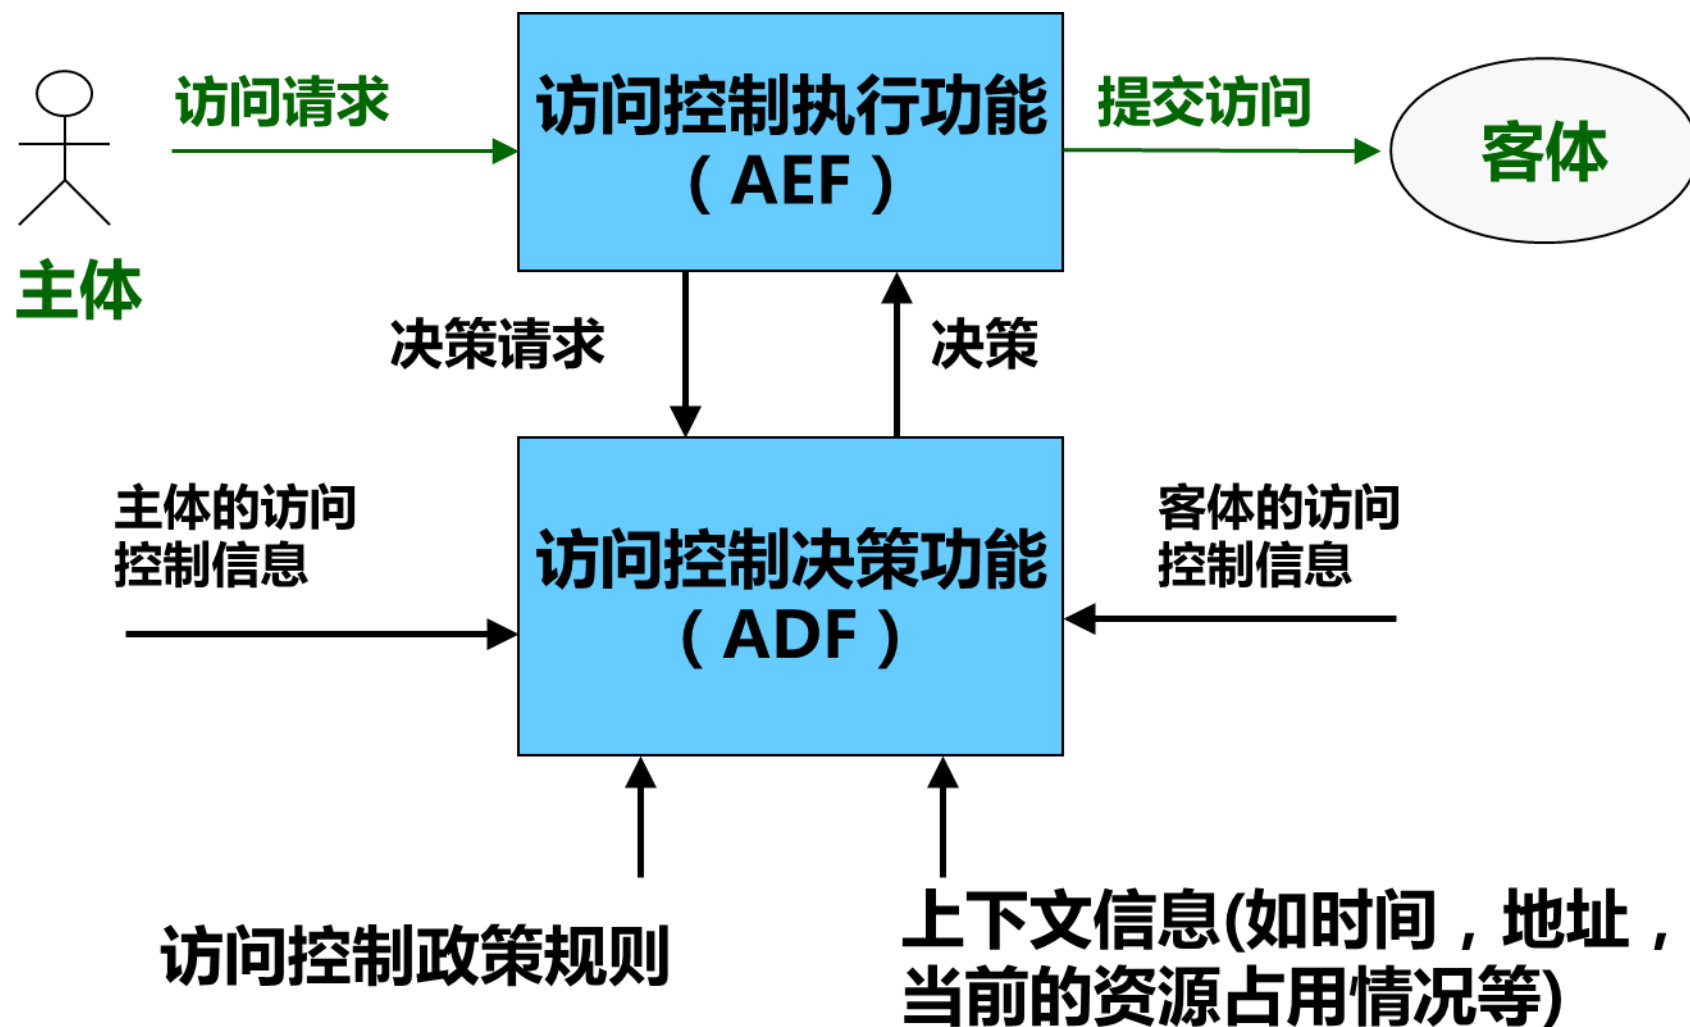 访问请求
访问控制执行功能
（AEF）
提交访问
客体
主体
决策请求
决策
主体的访问
控制信息
访问控制决策功能
（ADF）
客体的访问
控制信息
访问控制政策规则
上下文信息(如时间，地址，
当前的资源占用情况等)